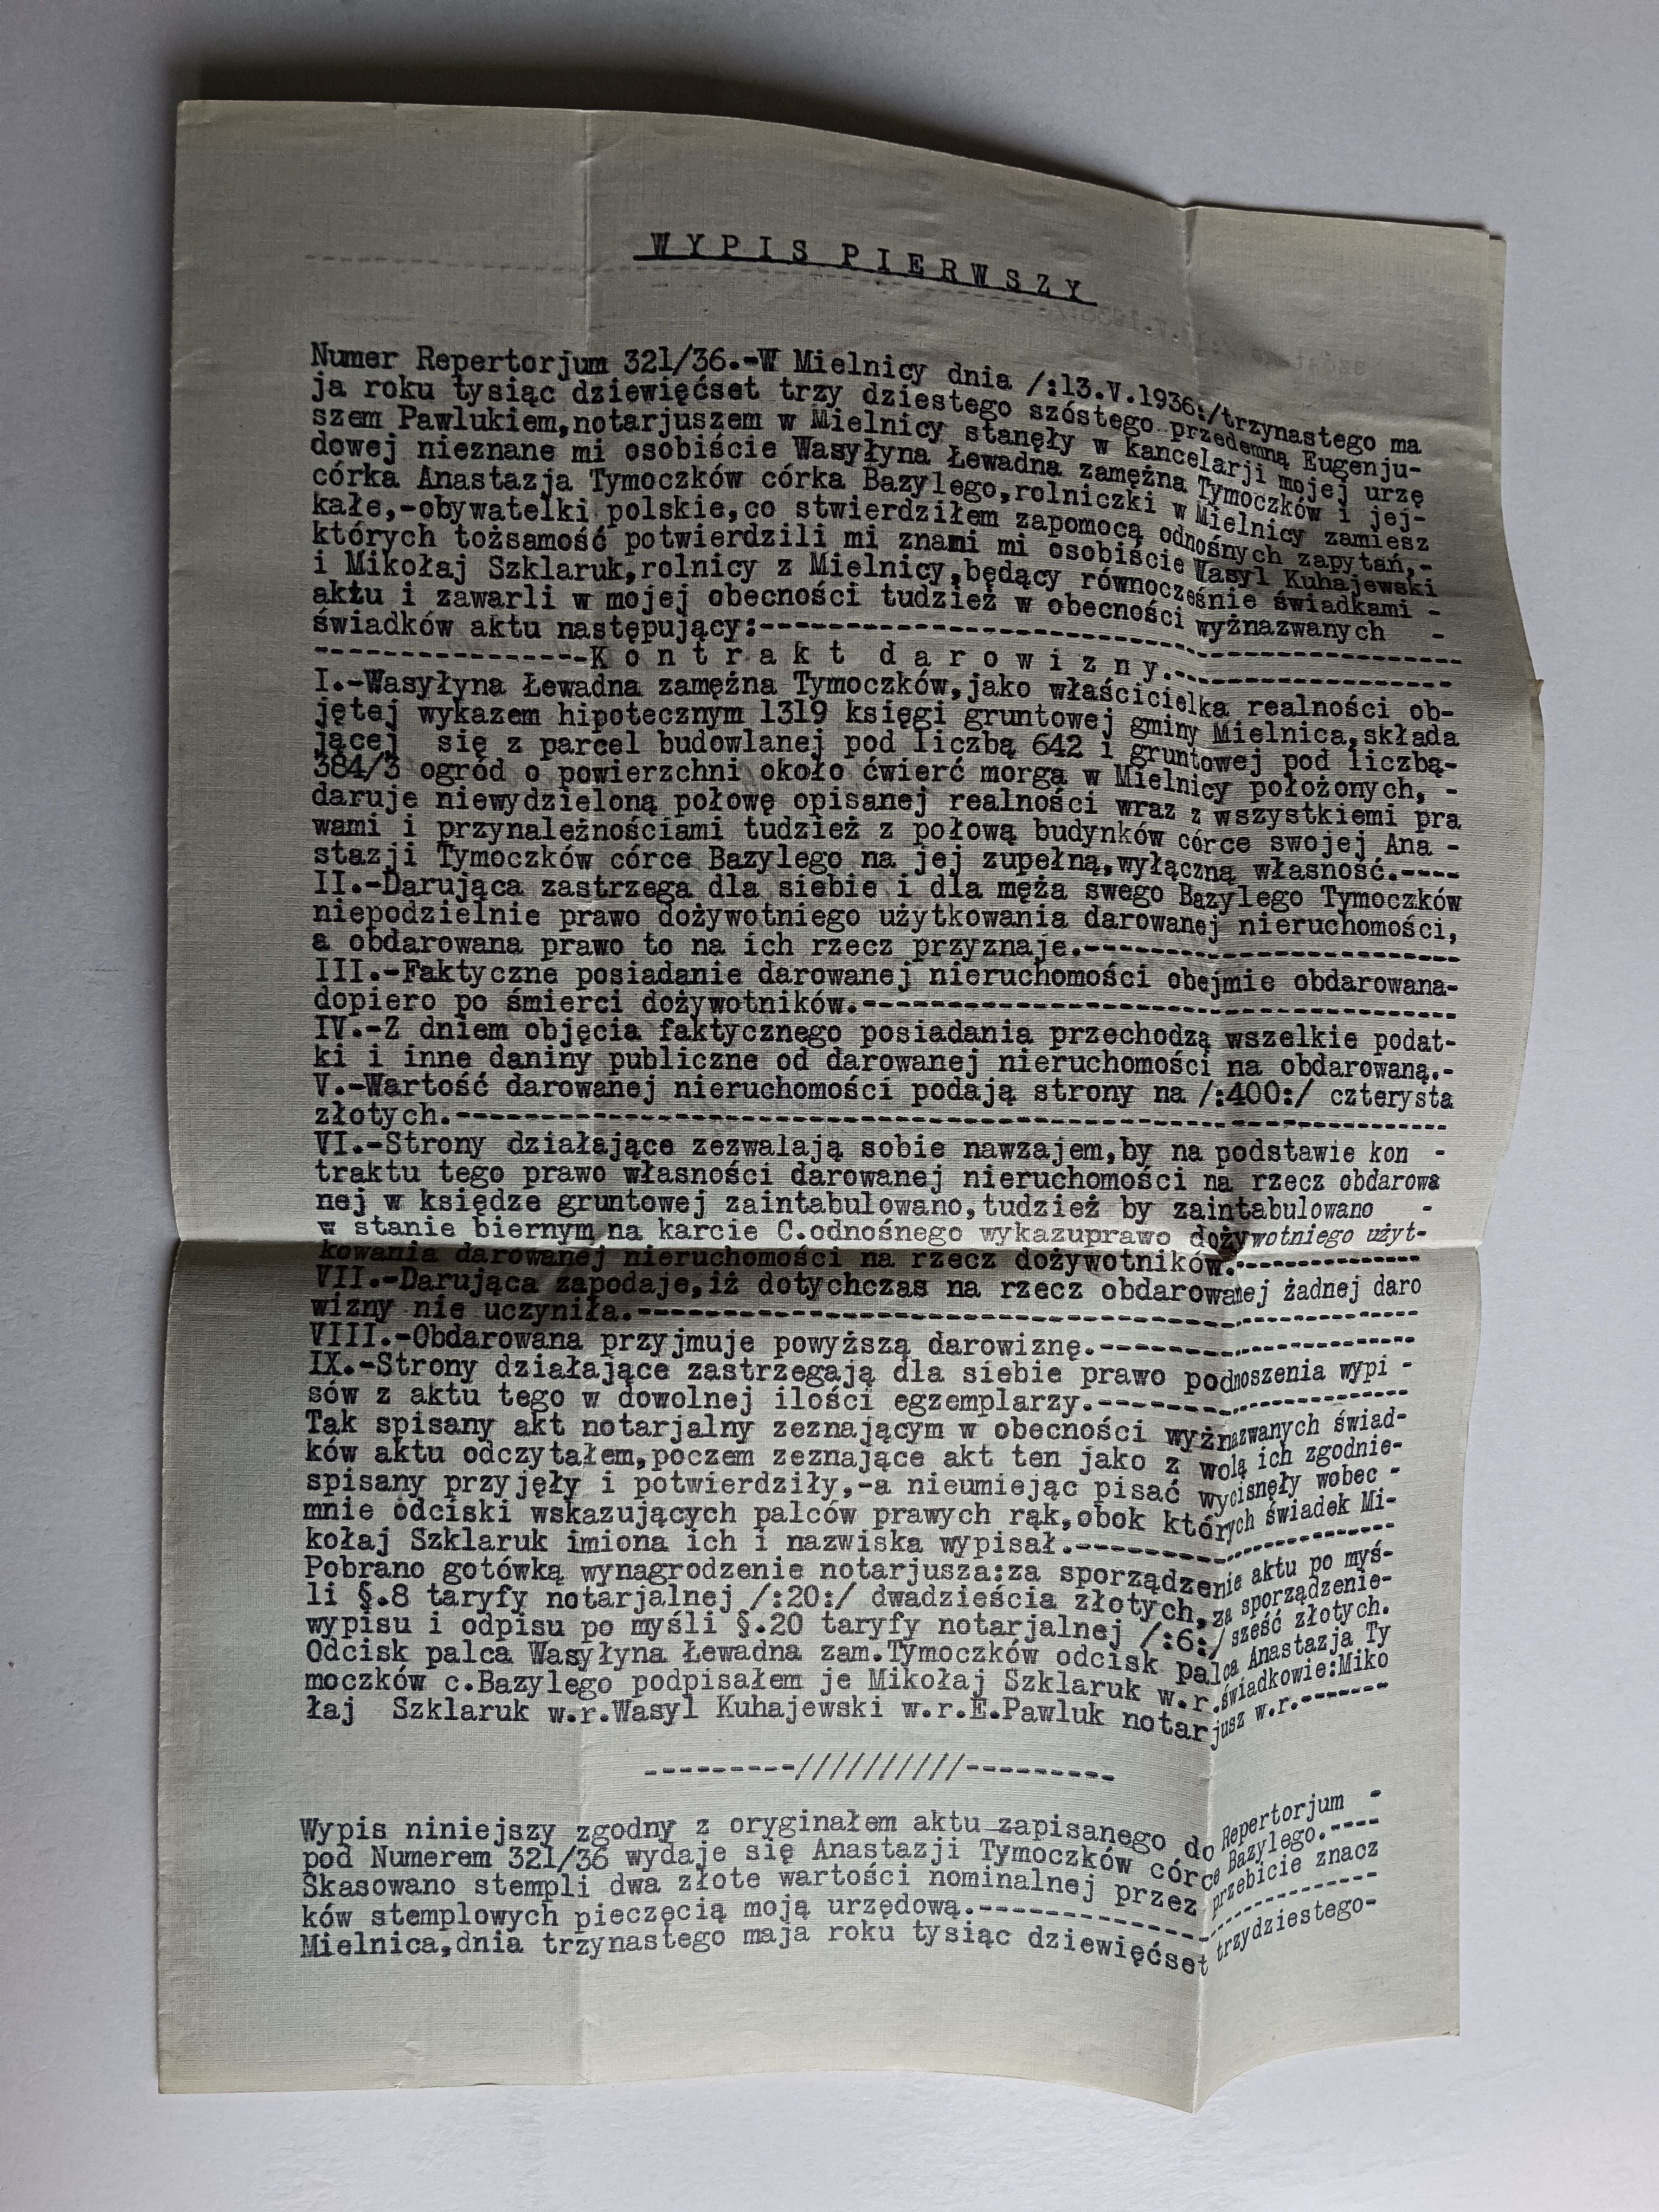 WYPIS PIERWSZY
Numer Repertorjum 321/36.-W Mielnicy dnia /:13.V.1936:/trzynastego ma
ja roku tysiąc dziewięćset trzy dziestego szóstego przedemną Eugenju-
szem Pawlukiem,notarjuszem w Mielnicy stanęły w kancelarji mojej urzę
dowej nieznane mi osobiście Wasyłyna Łewadna zamężna Tymoczków i jej-
córka Anastazja Tymoczków córka Bazylego,rolniczki w Mielnicy zamiesz
kałe,-obywatelki polskie,co stwierdziłem zapomocą odnośnych zapytań,-
których tożsamość potwierdzili mi znami mi osobiście Wasyl Kuhajewski
i Mikołaj Szklaruk,rolnicy z Mielnicy,będący równocześnie świadkami -
aktu i zawarli w mojej obecności tudzież w obecności wyżnazwanych -
świadków aktu następujący:----------------------------------------
----------------Kontrakt darowizny.-----------------
I.-Wasyłyna Łewadna zamężna Tymoczków,jako właścicielka realności ob-
jętej wykazem hipotecznym 1319 księgi gruntowej gminy Mielnica,składa
jącej się z parcel budowlanej pod liczbą 642 i gruntowej pod liczbą-
384/3 ogród o powierzchni około ćwierć morga w Mielnicy położonych, -
daruje niewydzieloną połowę opisanej realności wraz z wszystkiemi pra
wami i przynależnościami tudzież z połową budynków córce swojej Ana -
stazji Tymoczków córce Bazylego na jej zupełną,wyłączną własność.----
II.-Darująca zastrzega dla siebie i dla męża swego Bazylego Tymoczków
niepodzielnie prawo dożywotniego użytkowania darowanej nieruchomości,
a obdarowana prawo to na ich rzecz przyznaje.-----------------------
III.-Faktyczne posiadanie darowanej nieruchomości obejmie obdarowana-
dopiero po śmierci dożywotników.------------------------------------
IV.-Z dniem objęcia faktycznego posiadania przechodzą wszelkie podat-
ki i inne daniny publiczne od darowanej nieruchomości na obdarowaną.-
V.-Wartość darowanej nieruchomości podają strony na /:400:/ czterysta
złotych.------------------------------------------------------------
VI.-Strony działające zezwalają sobie nawzajem,by na podstawie kon -
traktu tego prawo własności darowanej nieruchomości na rzecz obdarowa
nej w księdze gruntowej zaintabulowano,tudzież by zaintabulowano -
w stanie biernym na karcie C.odnośnego wykazuprawo dożywotniego użyt-
kowania darowanej nieruchomości na rzecz dożywotników.--------------
VII.-Darująca zapodaje,iż dotychczas na rzecz obdarowanej żadnej daro
wizny nie uczyniła.-------------------------------------------------
VIII.-Obdarowana przyjmuje powyższą darowiznę.----------------------
IX.-Strony działające zastrzegają dla siebie prawo podnoszenia wypi -
sów z aktu tego w dowolnej ilości egzemplarzy.----------------------
Tak spisany akt notarjalny zeznającym w obecności wyżnazwanych świad-
ków aktu odczytałem,poczem zeznające akt ten jako z wolą ich zgodnie-
spisany przyjęły i potwierdziły,-a nieumiejąc pisać wycisnęły wobec -
mnie odciski wskazujących palców prawych rąk,obok których świadek Mi-
kołaj Szklaruk imiona ich i nazwiska wypisał.-----------------------
Pobrano gotówką wynagrodzenie notarjusza:za sporządzenie aktu po myś-
li §.8 taryfy notarjalnej /:20:/ dwadzieścia złotych,za sporządzenie-
wypisu i odpisu po myśli §.20 taryfy notarjalnej /:6:/ sześć złotych.
Odcisk palca Wasyłyna Łewadna zam.Tymoczków odcisk palca Anastazja Ty
moczków c.Bazylego podpisałem je Mikołaj Szklaruk w.r.świadkowie:Miko
łaj Szklaruk w.r.Wasyl Kuhajewski w.r.E.Pawluk notarjusz w.r.-------
---------//////////---------
Wypis niniejszy zgodny z oryginałem aktu zapisanego do Repertorjum -
pod Numerem 321/36 wydaje się Anastazji Tymoczków córce Bazylego.----
Skasowano stempli dwa złote wartości nominalnej przez przebicie znacz
ków stemplowych pieczęcią moją urzędową.----------------------------
Mielnica,dnia trzynastego maja roku tysiąc dziewięćset trzydziestego-